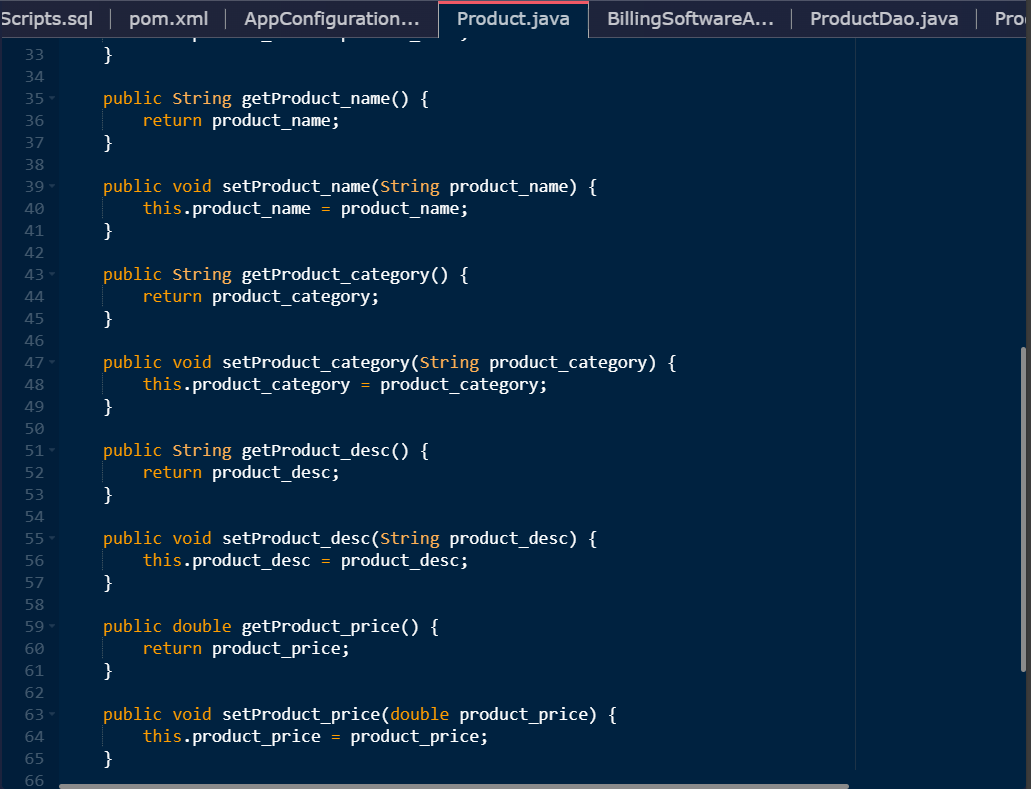 Scripts.sql pom.xml AppConfiguration... Product.java BillingSoftwareA... ProductDao.java Pro
33 }
34
35 public String getProduct_name() {
36 return product_name;
37 }
38
39 public void setProduct_name(String product_name) {
40 this.product_name = product_name;
41 }
42
43 public String getProduct_category() {
44 return product_category;
45 }
46
47 public void setProduct_category(String product_category) {
48 this.product_category = product_category;
49 }
50
51 public String getProduct_desc() {
52 return product_desc;
53 }
54
55 public void setProduct_desc(String product_desc) {
56 this.product_desc = product_desc;
57 }
58
59 public double getProduct_price() {
60 return product_price;
61 }
62
63 public void setProduct_price(double product_price) {
64 this.product_price = product_price;
65 }
66